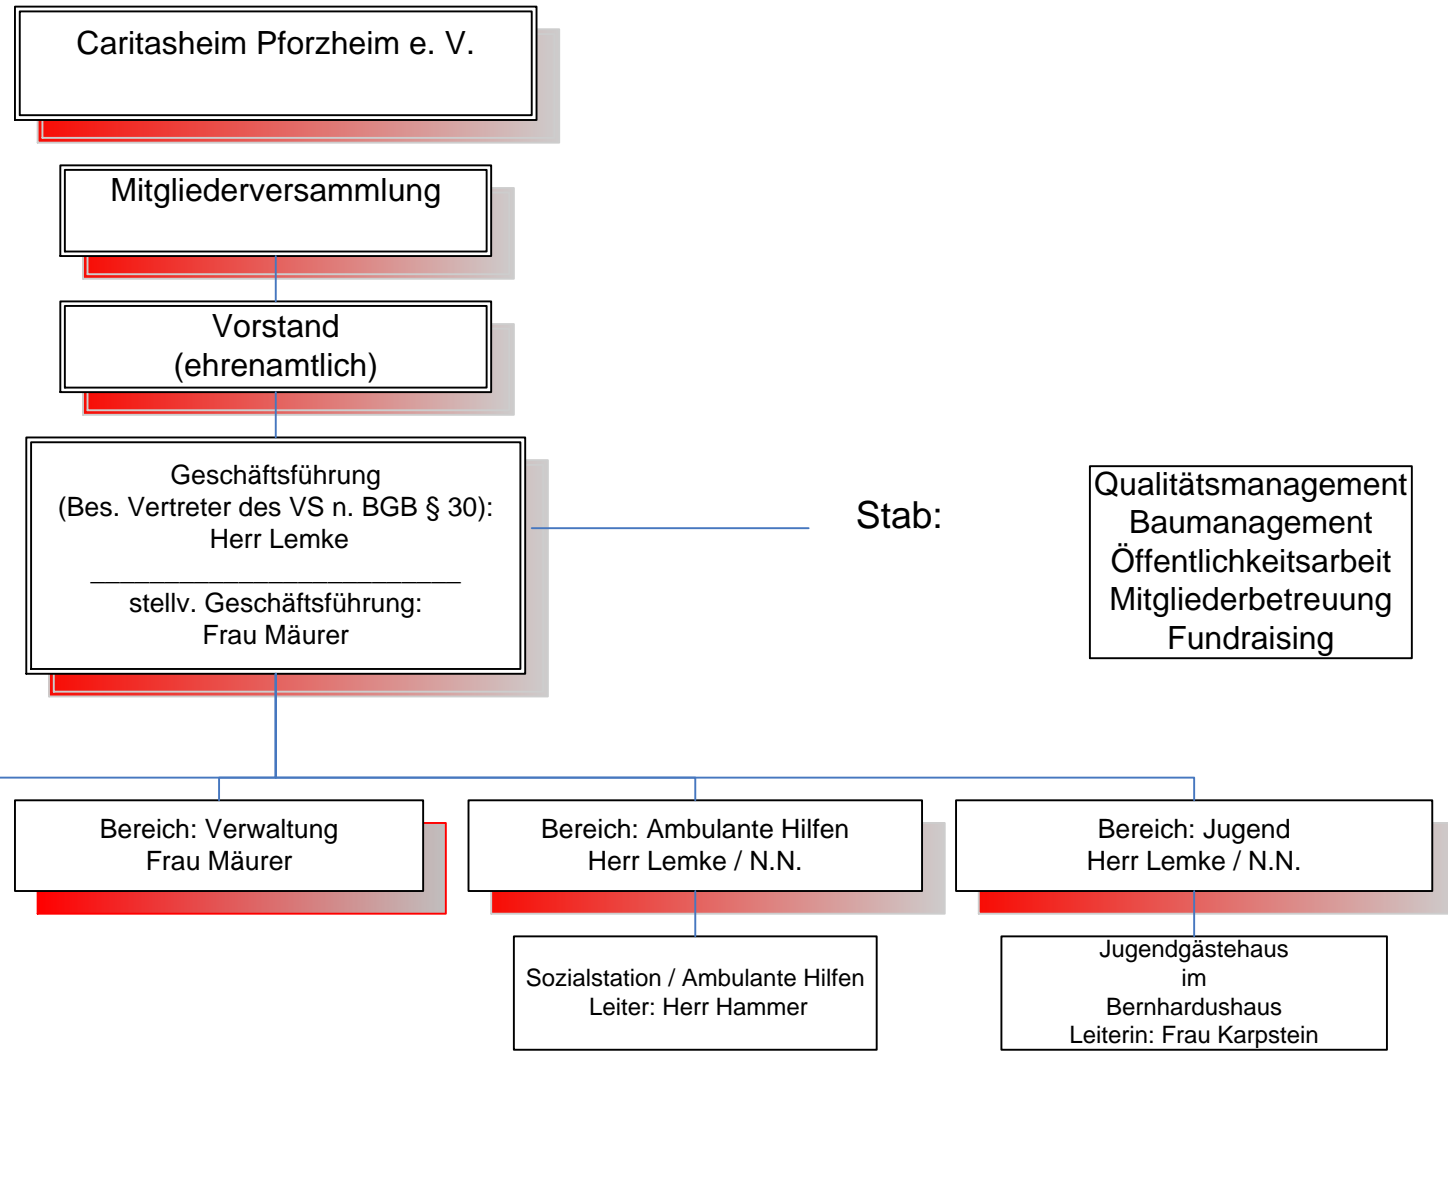 Caritasheim Pforzheim e. V.
Mitgliederversammlung
Vorstand
(ehrenamtlich)
Geschäftsführung
(Bes. Vertreter des VS n. BGB § 30):
Herr Lemke
stellv. Geschäftsführung:
Frau Mäurer
Stab:
Qualitätsmanagement
Baumanagement
Öffentlichkeitsarbeit
Mitgliederbetreuung
Fundraising
Bereich: Verwaltung
Frau Mäurer
Bereich: Ambulante Hilfen
Herr Lemke / N.N.
Bereich: Jugend
Herr Lemke / N.N.
Sozialstation / Ambulante Hilfen
Leiter: Herr Hammer
Jugendgästehaus
im
Bernhardushaus
Leiterin: Frau Karpstein